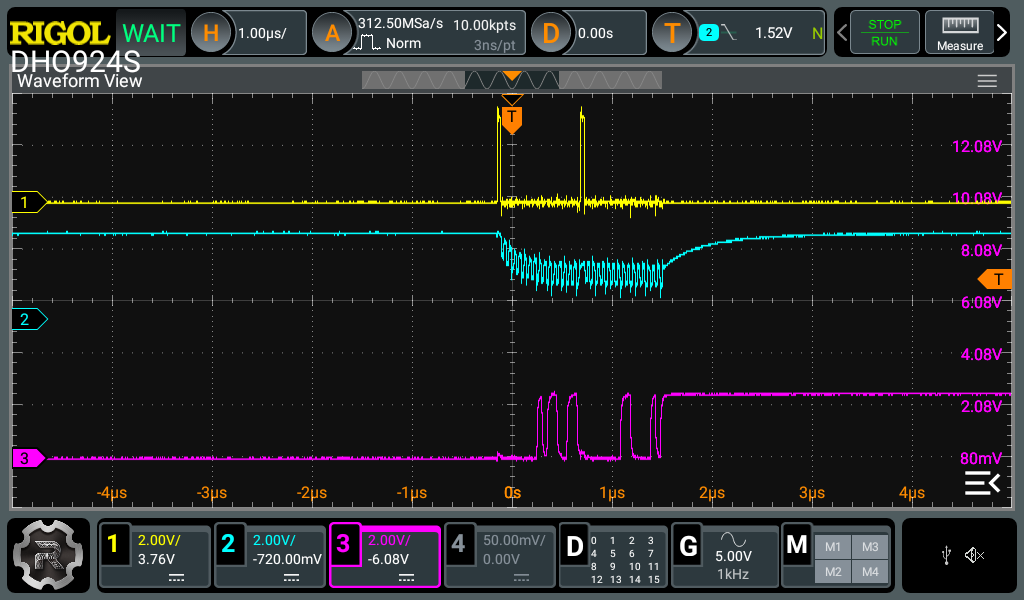 RIGOL WAIT H 1.00μs/ A 312.50MSa/s 10.00kpts D 0.00s T 2 1.52V N STOP
Norm 3ns/pt RUN Measure
DHO924S
Waveform View
T
12.08V
1 10.08V
8.08V
T
6.08V
2
4.08V
2.08V
3 80mV
-4μs -3μs -2μs -1μs 0s 1μs 2μs 3μs 4μs
1 2.00V/ 2 2.00V/ 3 2.00V/ 4 50.00mV/ D 0 1 2 3 G M M1 M3
3.76V -720.00mV -6.08V 0.00V 4 5 6 7 5.00V
8 9 10 11 1kHz M2 M4
12 13 14 15
R